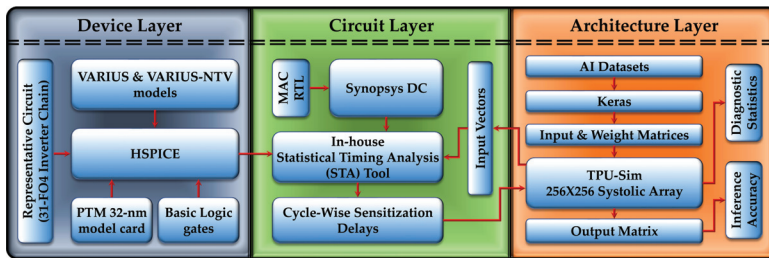 Device Layer
Representative Circuit
(31-FO4 Inverter Chain)
VARIUS & VARIUS-NTV
models
HSPICE
PTM 32-nm
model card
Basic Logic
gates
Circuit Layer
MAC
RTL
Synopsys DC
Input Vectors
In-house
Statistical Timing Analysis
(STA) Tool
Cycle-Wise Sensitization
Delays
Architecture Layer
AI Datasets
Keras
Input & Weight Matrices
TPU-Sim
256X256 Systolic Array
Output Matrix
Diagnostic
Statistics
Inference
Accuracy